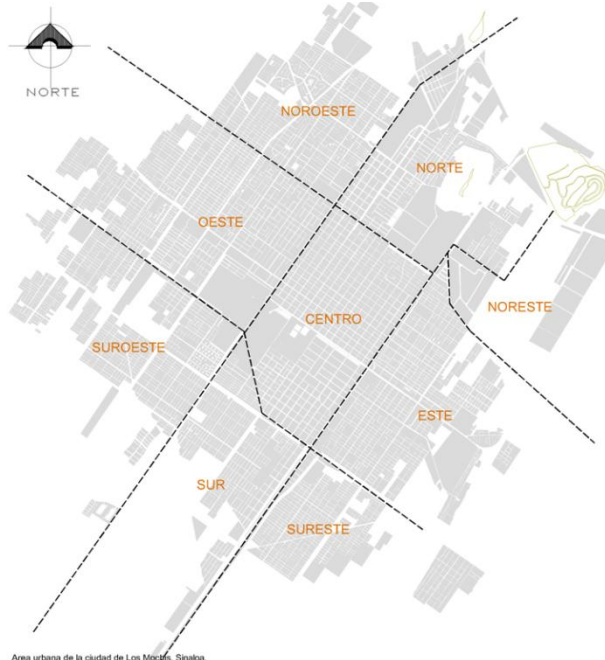 NORTE
NOROESTE
NORTE
OESTE
NORESTE
CENTRO
SUROESTE
ESTE
SUR
SURESTE
Area urbana de la ciudad de Los Mochis, Sinaloa.